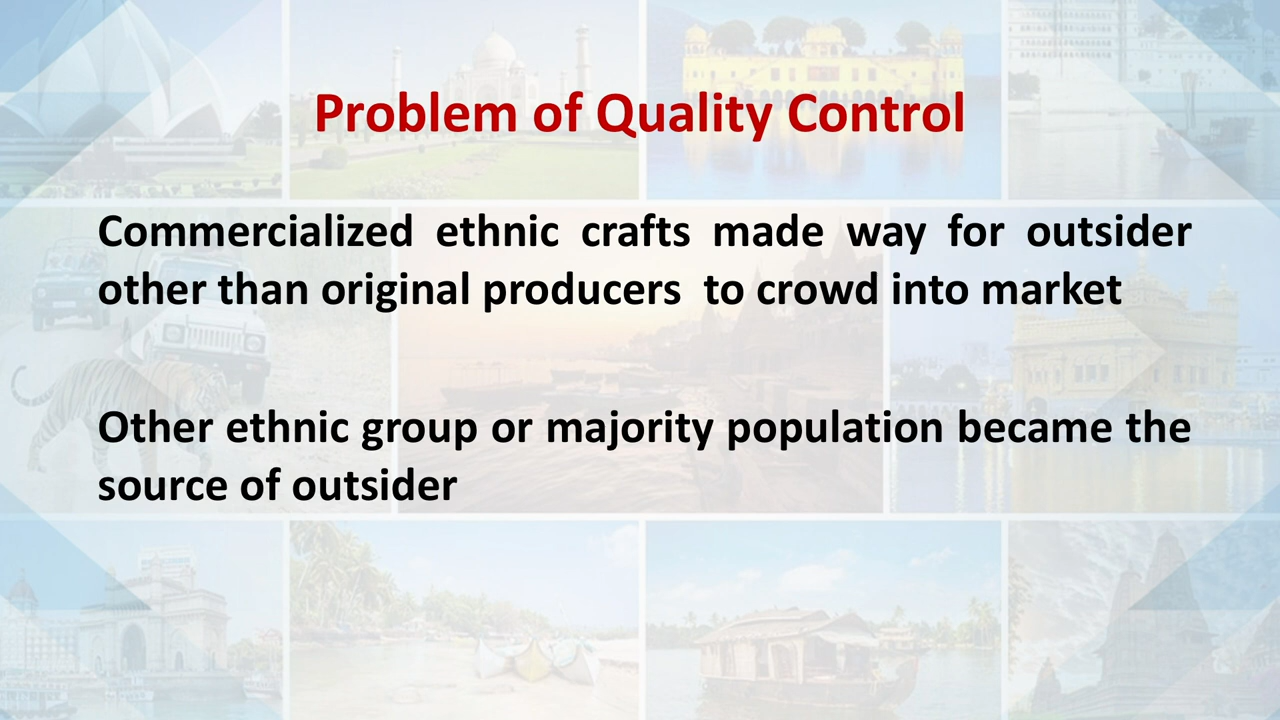 Problem of Quality Control
Commercialized ethnic crafts made way for outsider
other than original producers  to crowd into market
Other ethnic group or majority population became the
source of outsider